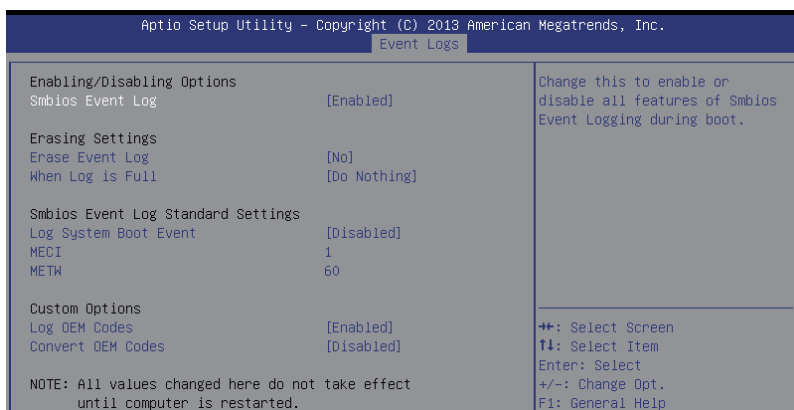 Aptio Setup Utility – Copyright (C) 2013 American Megatrends, Inc.
Event Logs
Enabling/Disabling Options
Smbios Event Log [Enabled]
Erasing Settings
Erase Event Log [No]
When Log is Full [Do Nothing]
Smbios Event Log Standard Settings
Log System Boot Event [Disabled]
MECI 1
METW 60
Custom Options
Log OEM Codes [Enabled]
Convert OEM Codes [Disabled]
NOTE: All values changed here do not take effect
until computer is restarted.
Change this to enable or
disable all features of Smbios
Event Logging during boot.
→←: Select Screen
↑↓: Select Item
Enter: Select
+/-: Change Opt.
F1: General Help